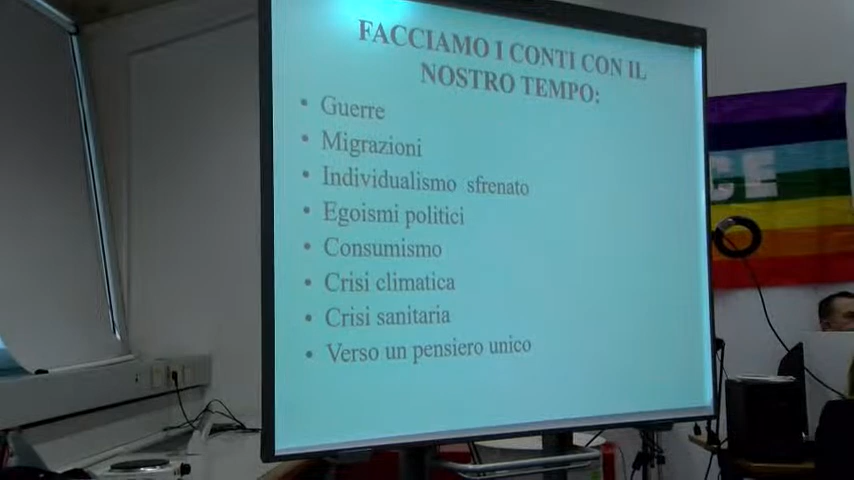 FACCIAMO I CONTI CON IL
NOSTRO TEMPO:
• Guerre
• Migrazioni
• Individualismo sfrenato
• Egoismi politici
• Consumismo
• Crisi climatica
• Crisi sanitaria
• Verso un pensiero unico
CE